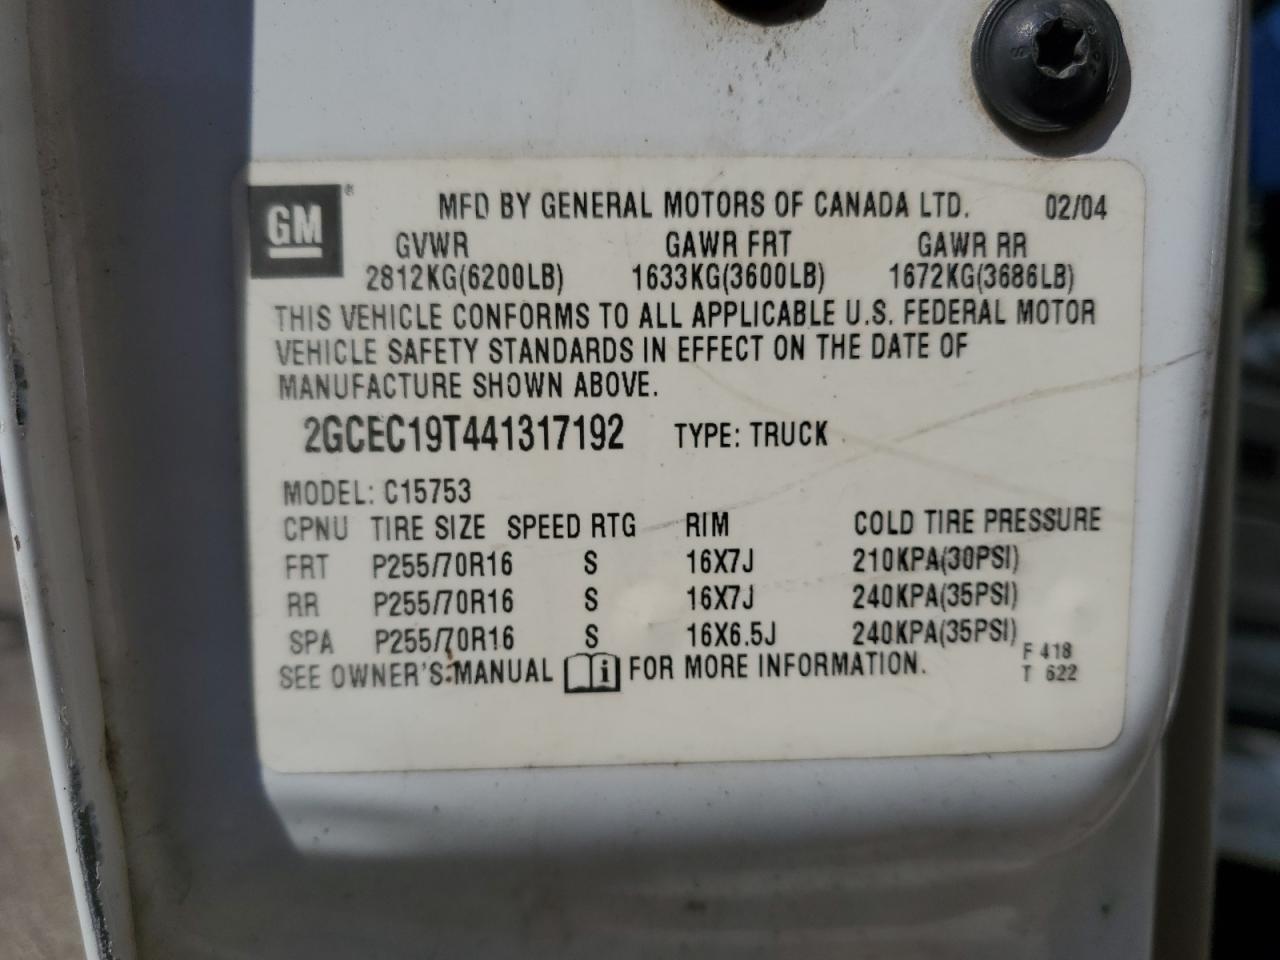 GM ®
MFD BY GENERAL MOTORS OF CANADA LTD. 02/04
GVWR GAWR FRT GAWR RR
2812KG(6200LB) 1633KG(3600LB) 1672KG(3686LB)
THIS VEHICLE CONFORMS TO ALL APPLICABLE U.S. FEDERAL MOTOR
VEHICLE SAFETY STANDARDS IN EFFECT ON THE DATE OF
MANUFACTURE SHOWN ABOVE.
2GCEC19T441317192 TYPE: TRUCK
MODEL: C15753
CPNU TIRE SIZE SPEED RTG RIM COLD TIRE PRESSURE
FRT P255/70R16 S 16X7J 210KPA(30PSI)
RR P255/70R16 S 16X7J 240KPA(35PSI)
SPA P255/70R16 S 16X6.5J 240KPA(35PSI)
SEE OWNER'S MANUAL i FOR MORE INFORMATION.
F 418
T 622